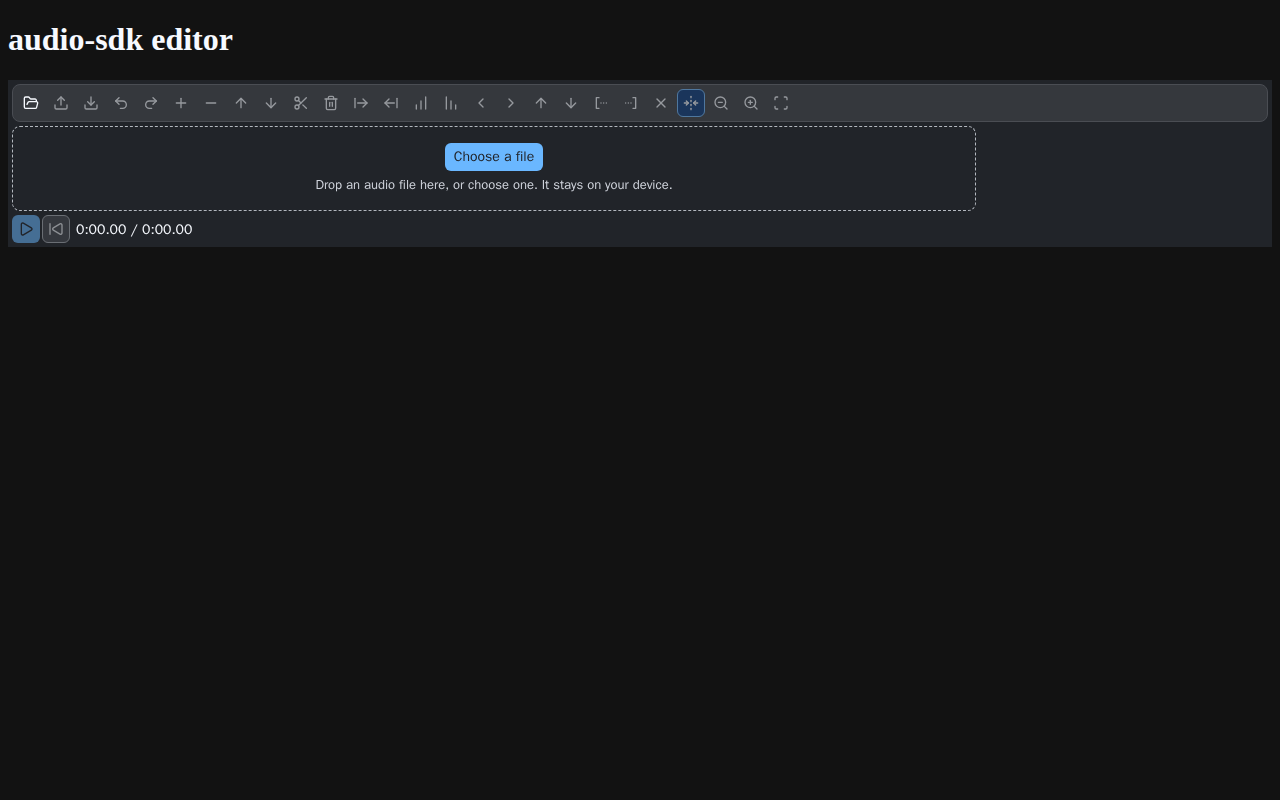 audio-sdk editor
Choose a file
Drop an audio file here, or choose one. It stays on your device.
0:00.00 / 0:00.00